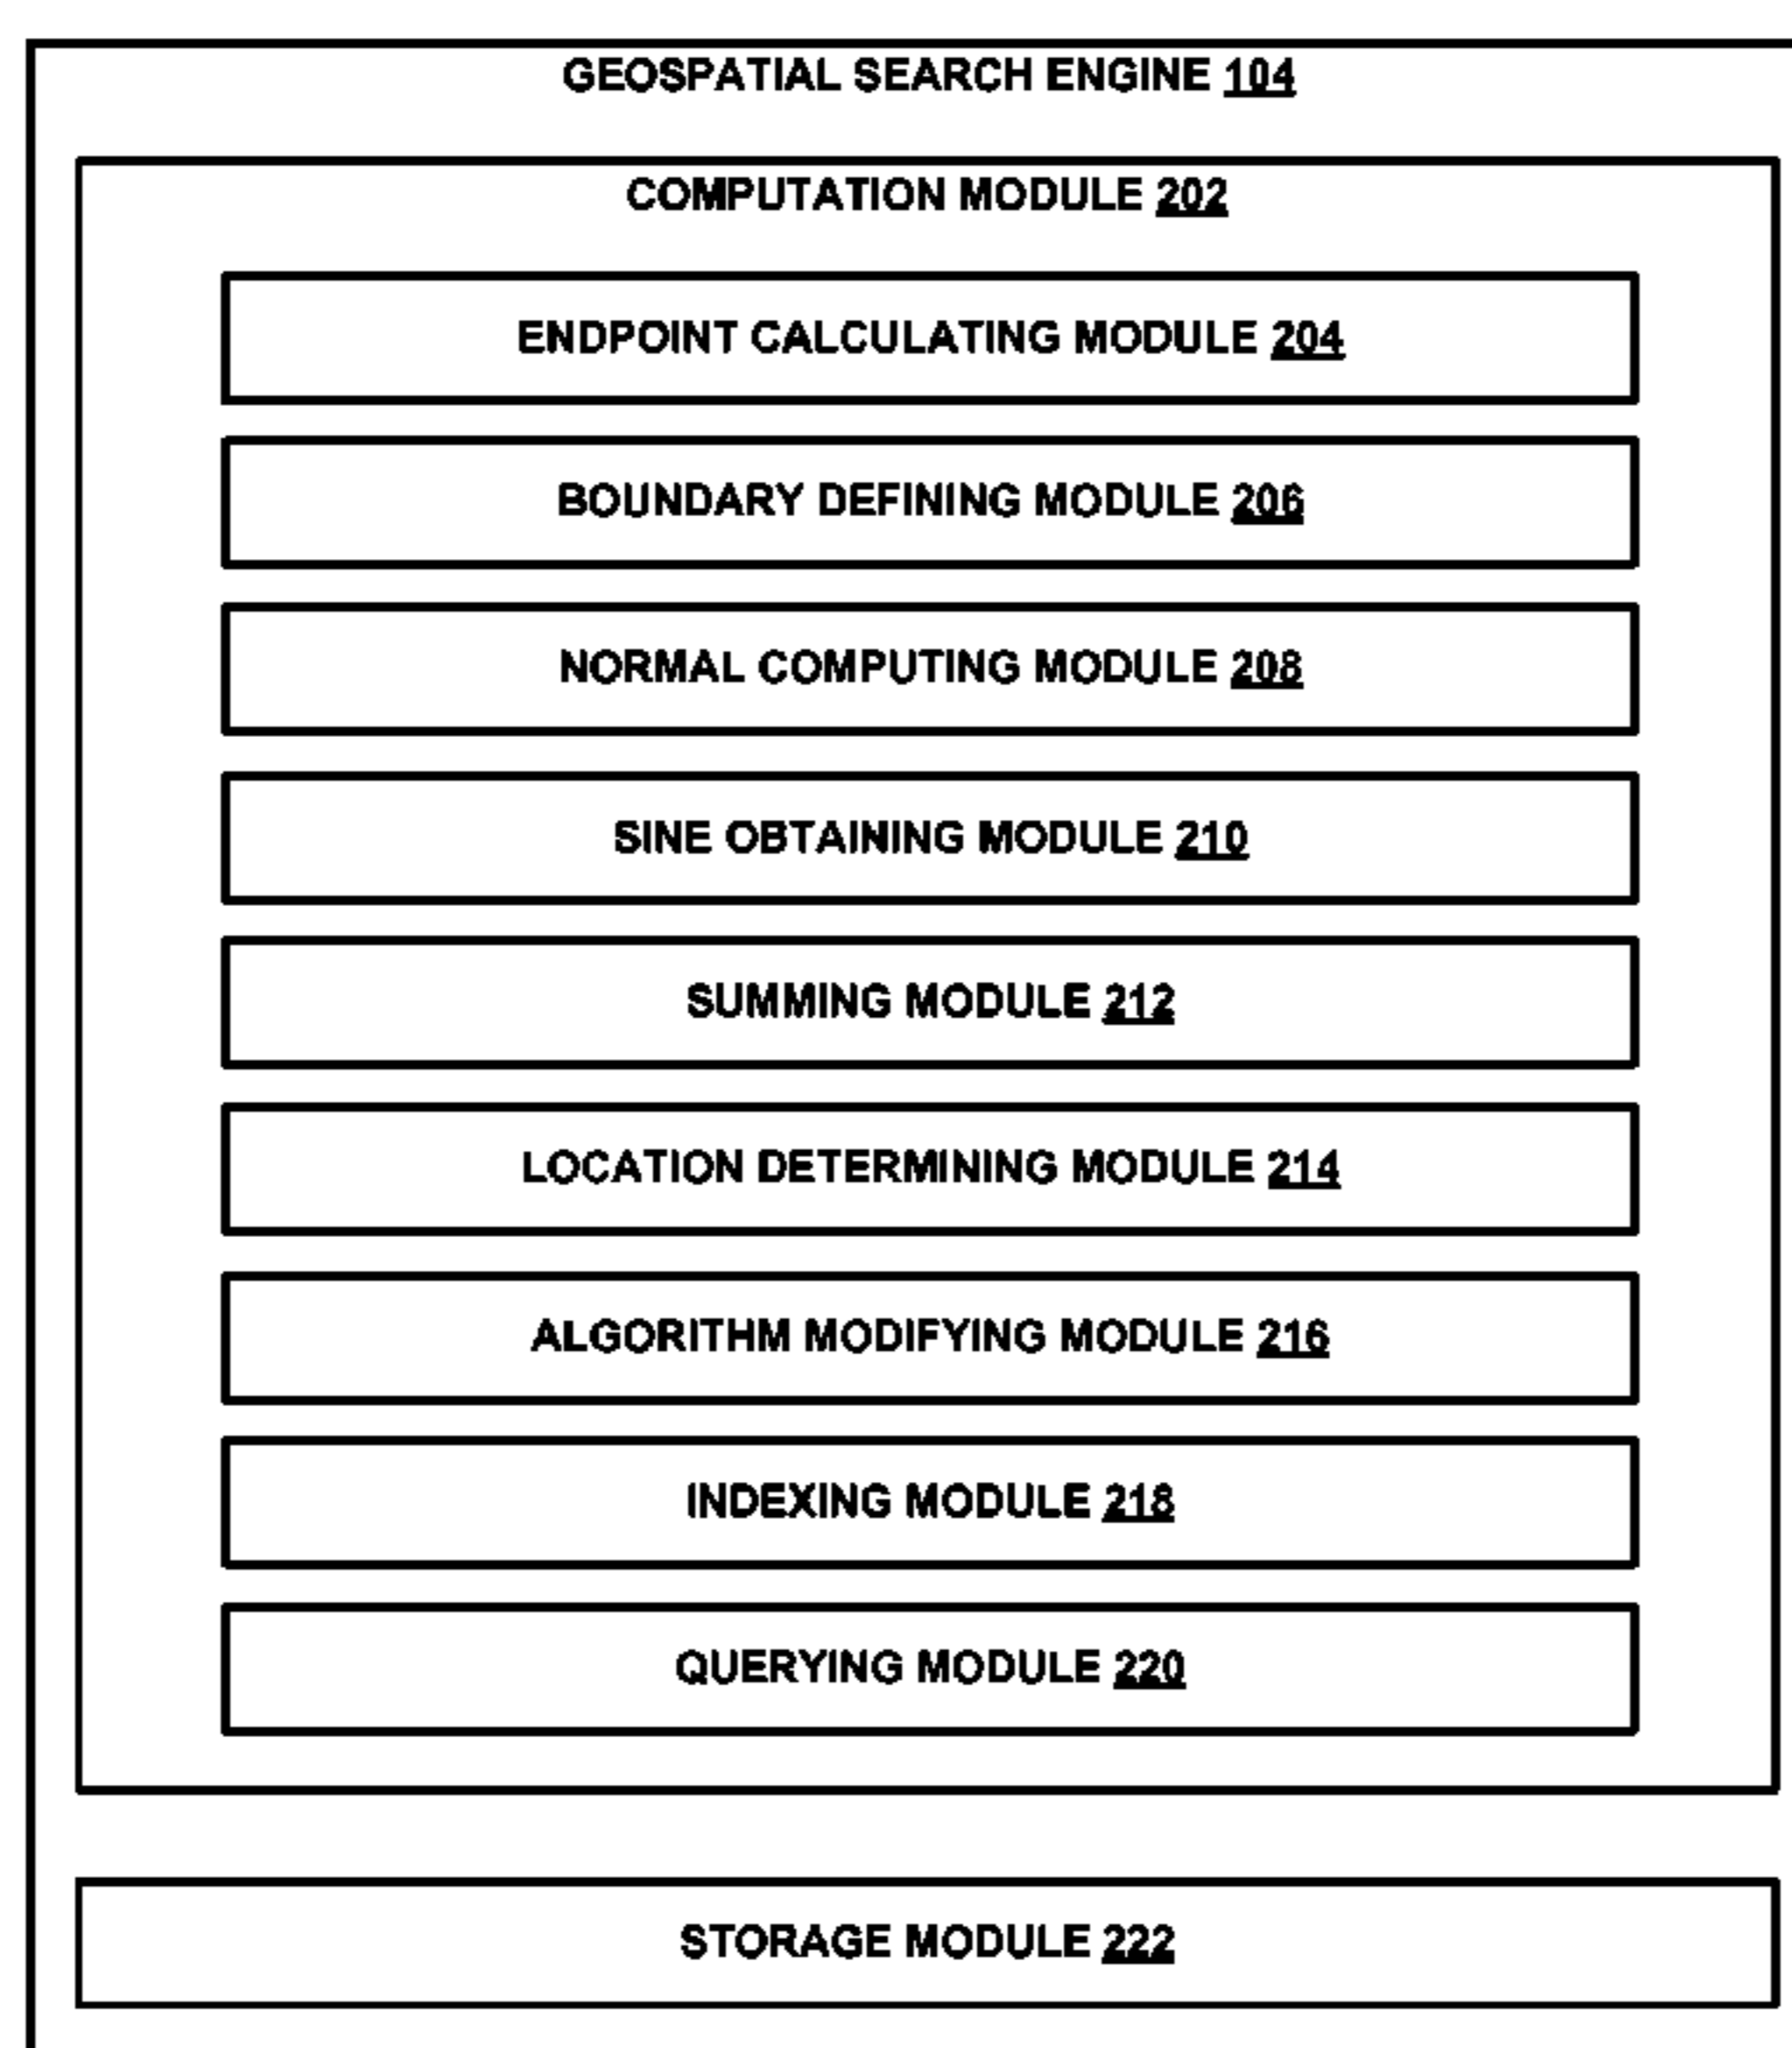 GEOSPATIAL SEARCH ENGINE 104
COMPUTATION MODULE 202
ENDPOINT CALCULATING MODULE 204
BOUNDARY DEFINING MODULE 206
NORMAL COMPUTING MODULE 208
SINE OBTAINING MODULE 210
SUMMING MODULE 212
LOCATION DETERMINING MODULE 214
ALGORITHM MODIFYING MODULE 216
INDEXING MODULE 218
QUERYING MODULE 220
STORAGE MODULE 222